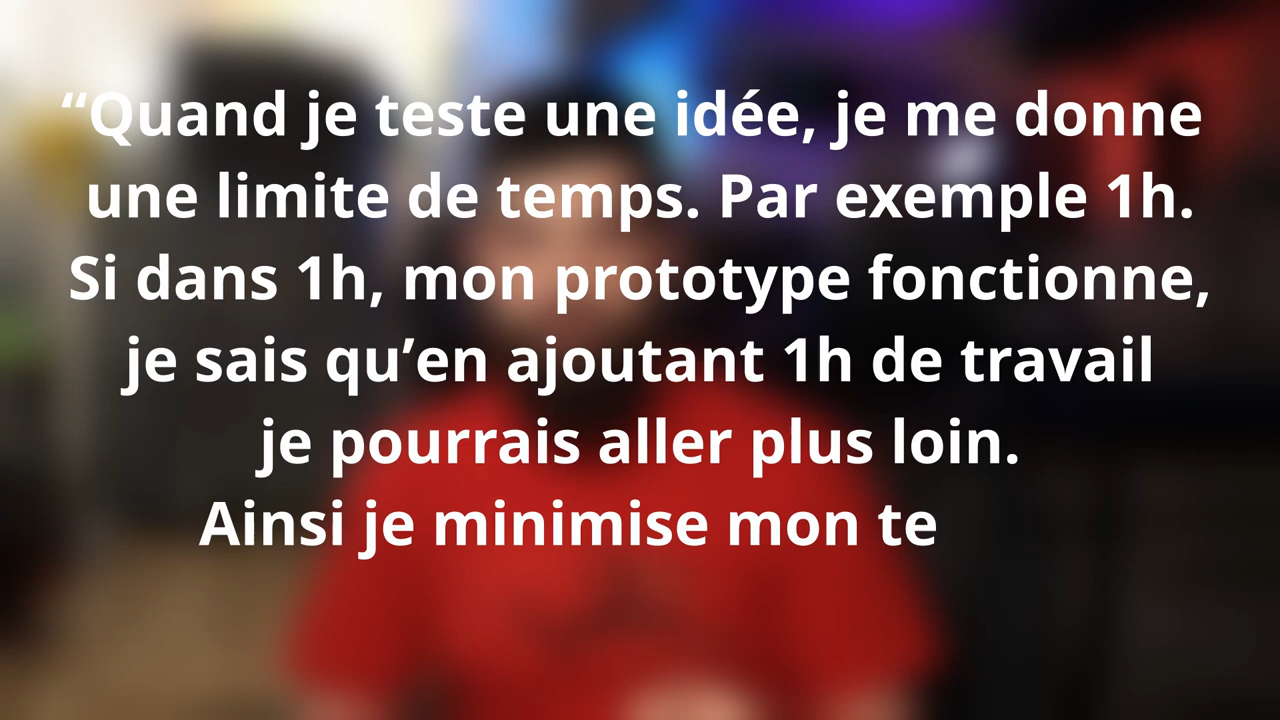 “Quand je teste une idée, je me donne
une limite de temps. Par exemple 1h.
Si dans 1h, mon prototype fonctionne,
je sais qu’en ajoutant 1h de travail
je pourrais aller plus loin.
Ainsi je minimise mon te